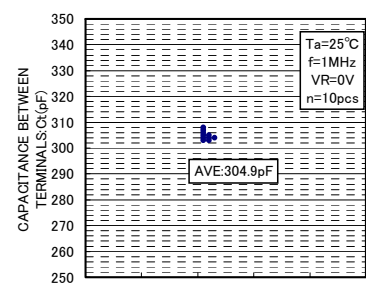 CAPACITANCE BETWEEN
TERMINALS:Ct(pF)
350
340
330
320
310
300
290
280
270
260
250
Ta=25℃
f=1MHz
VR=0V
n=10pcs
AVE:304.9pF